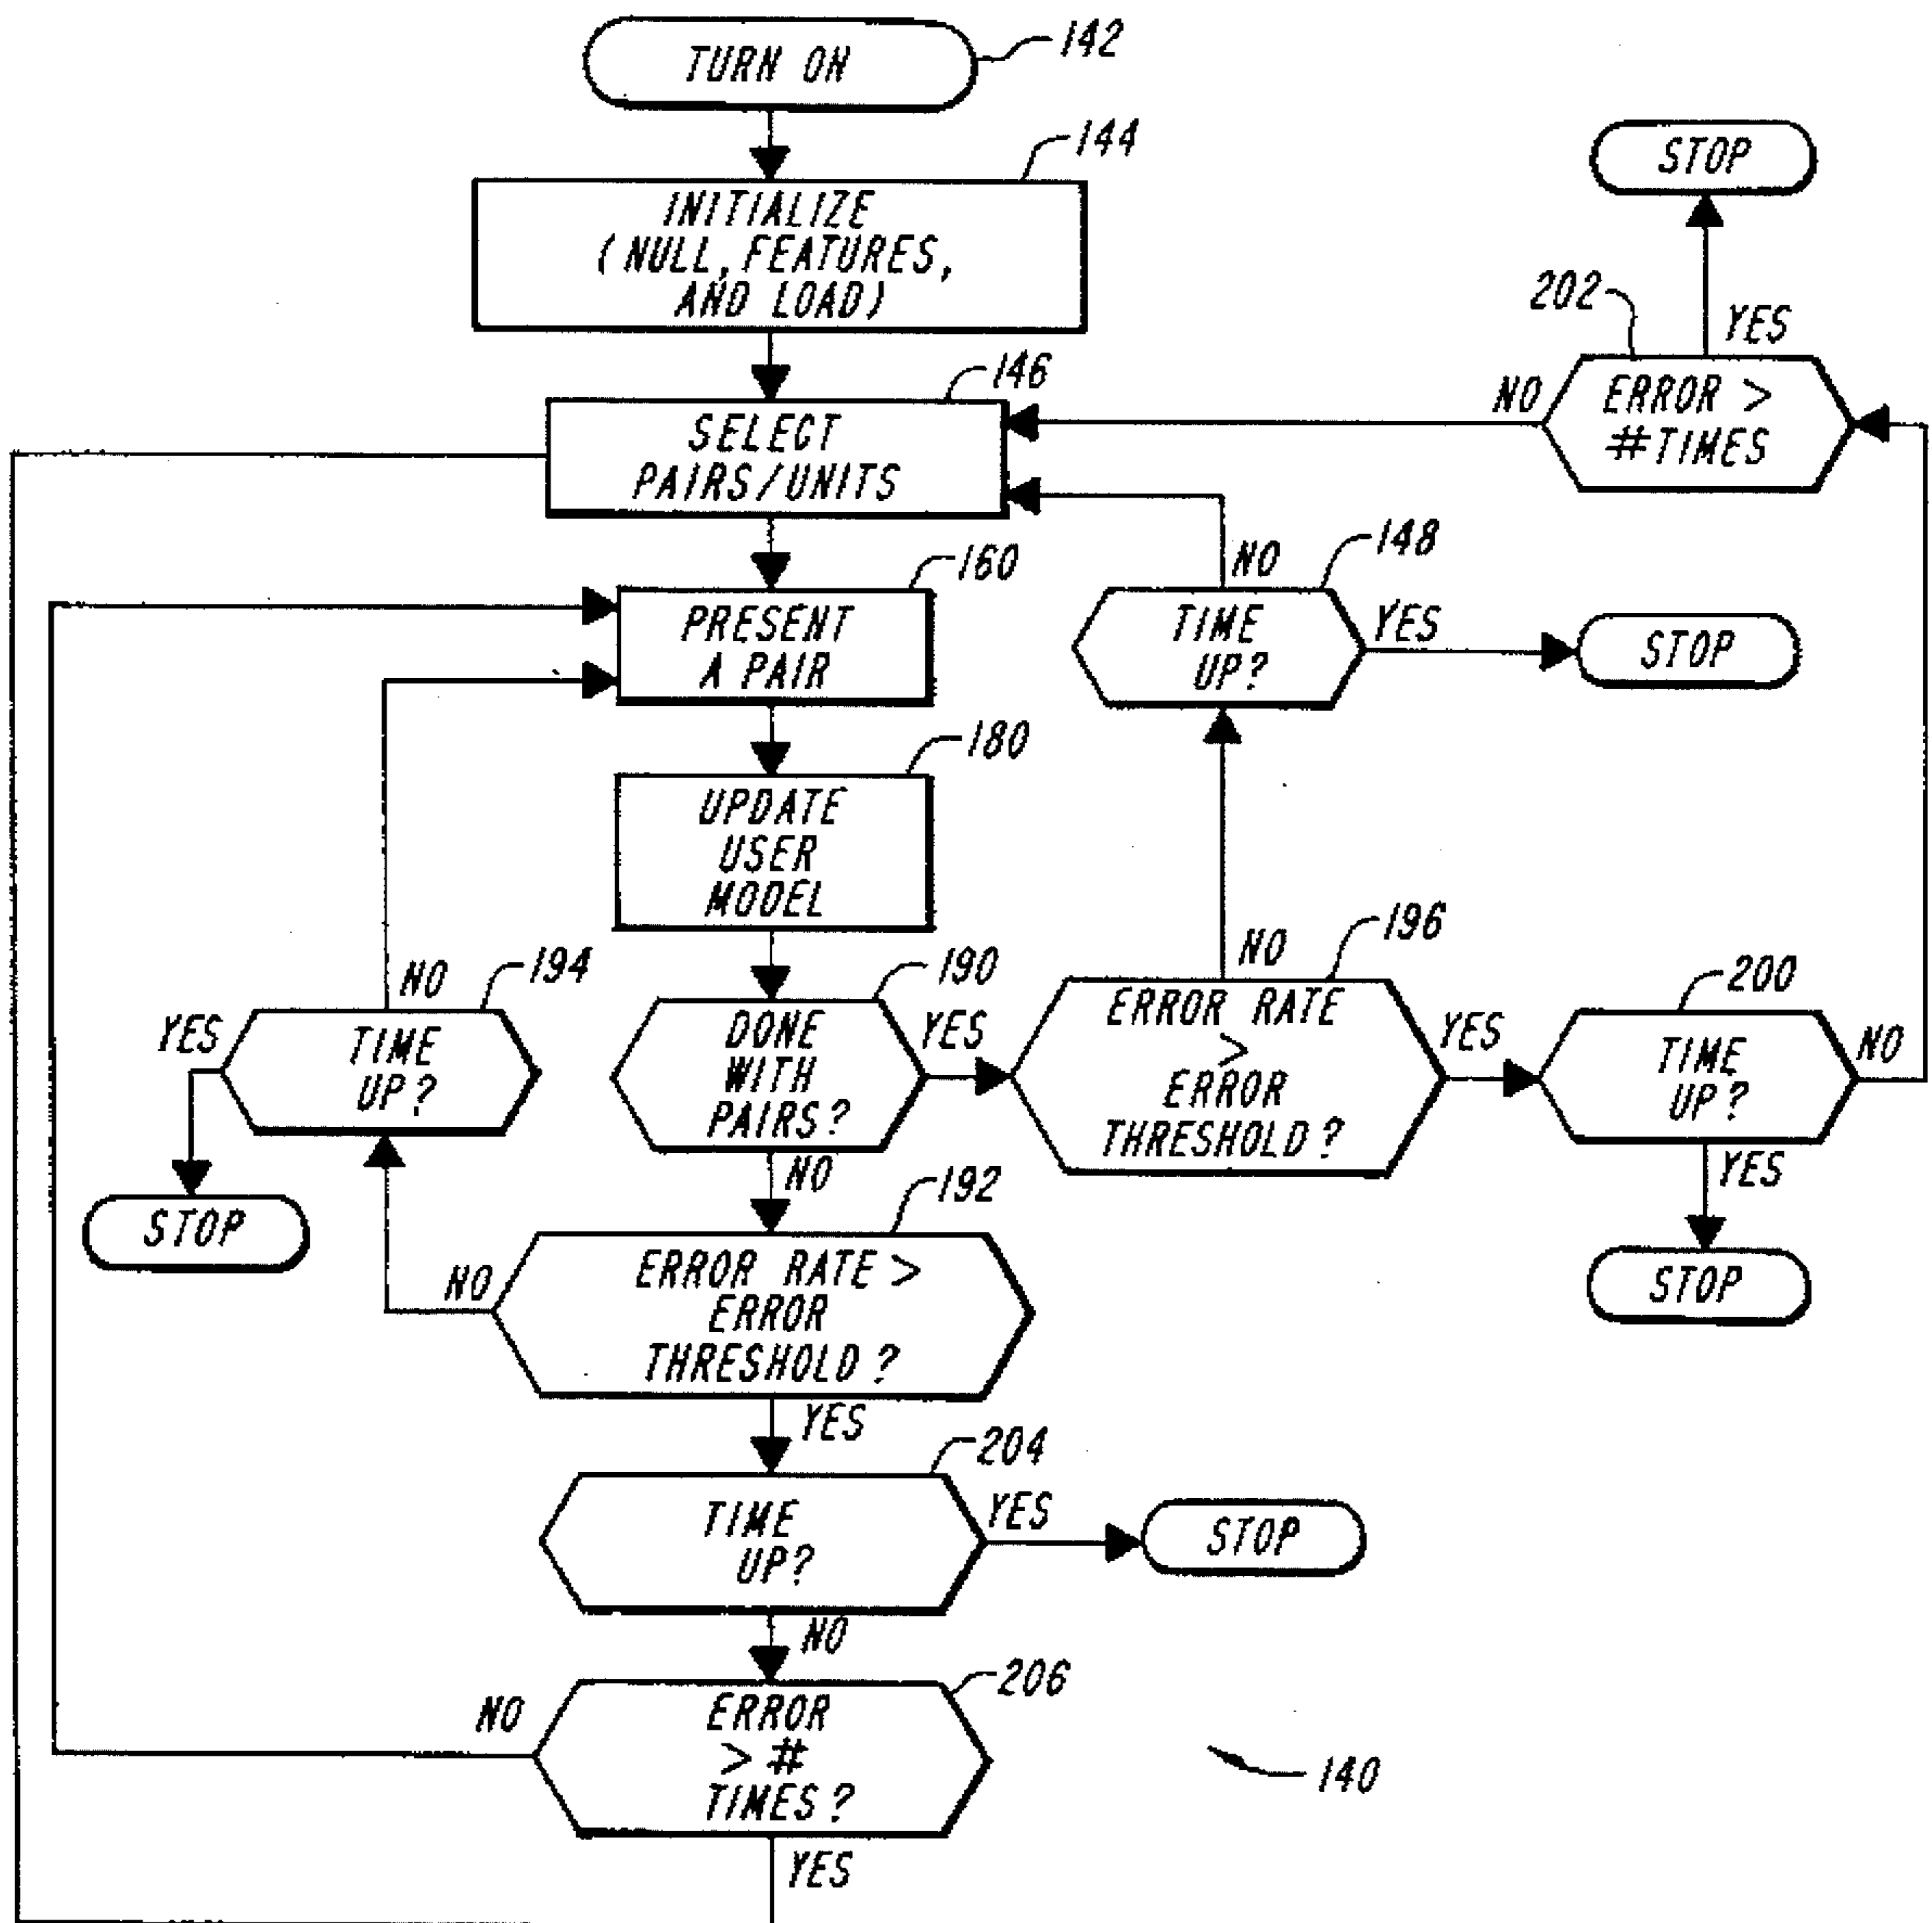 TURN ON
142
144
INITIALIZE
(NULL, FEATURES,
AND LOAD)
STOP
202
YES
146
SELECT
PAIRS/UNITS
NO
ERROR >
#TIMES
160
PRESENT
A PAIR
NO
148
TIME
UP?
YES
STOP
180
UPDATE
USER
MODEL
NO
194
YES
TIME
UP?
STOP
190
DONE
WITH
PAIRS?
YES
NO
NO
196
ERROR RATE
>
ERROR
THRESHOLD?
YES
200
TIME
UP?
NO
YES
STOP
192
NO
ERROR RATE >
ERROR
THRESHOLD?
YES
204
TIME
UP?
YES
STOP
NO
206
NO
ERROR
> #
TIMES?
YES
140